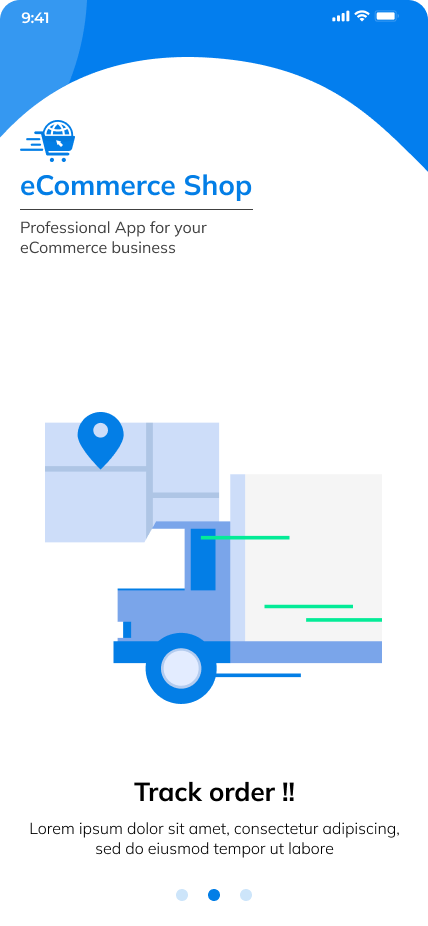 9:41
eCommerce Shop
Professional App for your
eCommerce business
Track order !!
Lorem ipsum dolor sit amet, consectetur adipiscing,
sed do eiusmod tempor ut labore